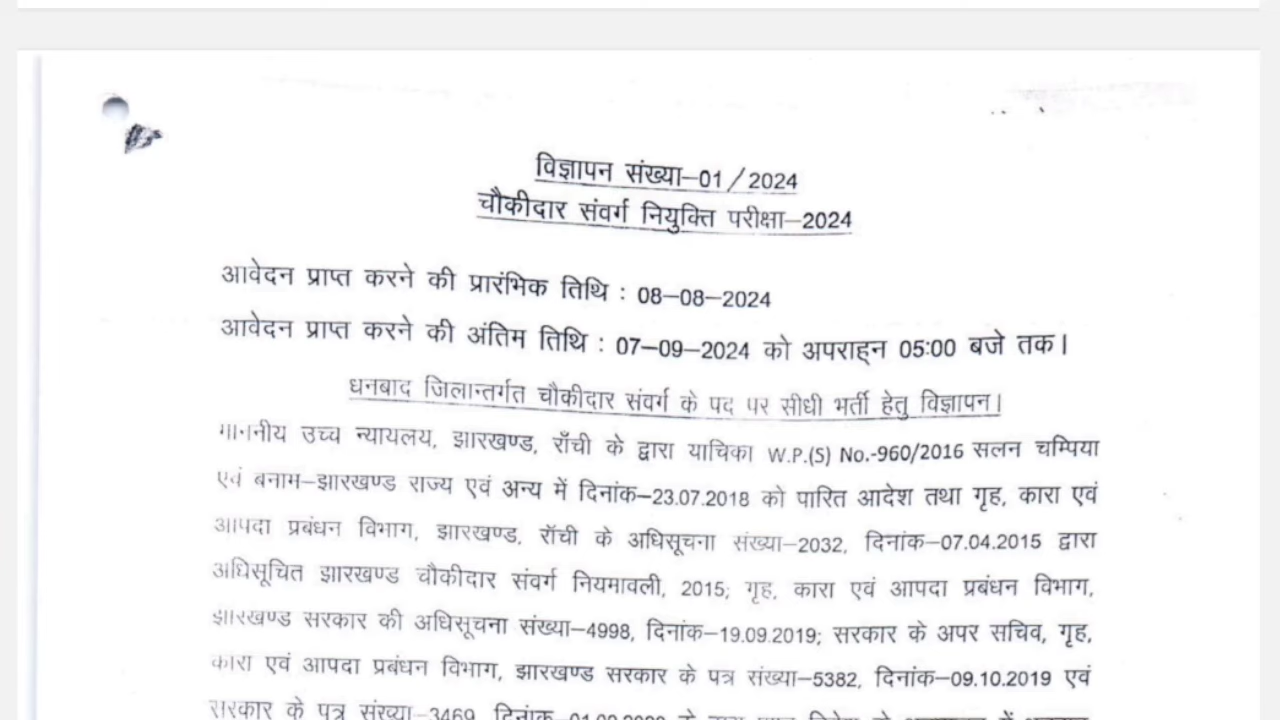 विज्ञापन संख्या–01/2024
चौकीदार संवर्ग नियुक्ति परीक्षा–2024
आवेदन प्राप्त करने की प्रारंभिक तिथि : 08–08–2024
आवेदन प्राप्त करने की अंतिम तिथि : 07–09–2024 को अपराह्न 05:00 बजे तक।
धनबाद जिलान्तर्गत चौकीदार संवर्ग के पद पर सीधी भर्ती हेतु विज्ञापन।
माननीय उच्च न्यायलय, झारखण्ड, राँची के द्वारा याचिका W.P.(S) No.-960/2016 सलन चम्पिया
एवं बनाम–झारखण्ड राज्य एवं अन्य में दिनांक–23.07.2018 को पारित आदेश तथा गृह, कारा एवं
आपदा प्रबंधन विभाग, झारखण्ड, राँची के अधिसूचना संख्या–2032, दिनांक–07.04.2015 द्वारा
अधिसूचित झारखण्ड चौकीदार संवर्ग नियमावली, 2015; गृह, कारा एवं आपदा प्रबंधन विभाग,
झारखण्ड सरकार की अधिसूचना संख्या–4998, दिनांक–19.09.2019; सरकार के अपर सचिव, गृह,
कारा एवं आपदा प्रबंधन विभाग, झारखण्ड सरकार के पत्र संख्या–5382, दिनांक–09.10.2019 एवं
सरकार के पत्र संख्या–3469, दिनांक